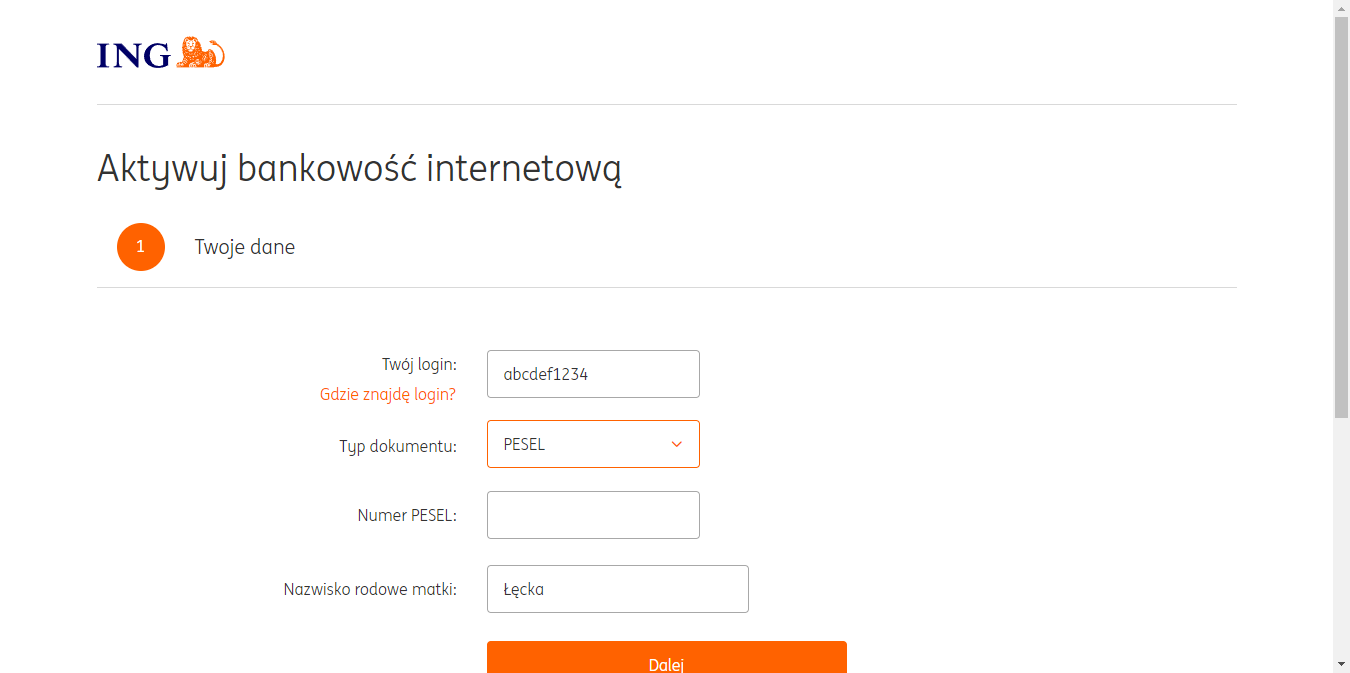 ING
Aktywuj bankowość internetową
1 Twoje dane
Twój login: abcdef1234
Gdzie znajdę login?
Typ dokumentu: PESEL
Numer PESEL:
Nazwisko rodowe matki: Łęcka
Dalej